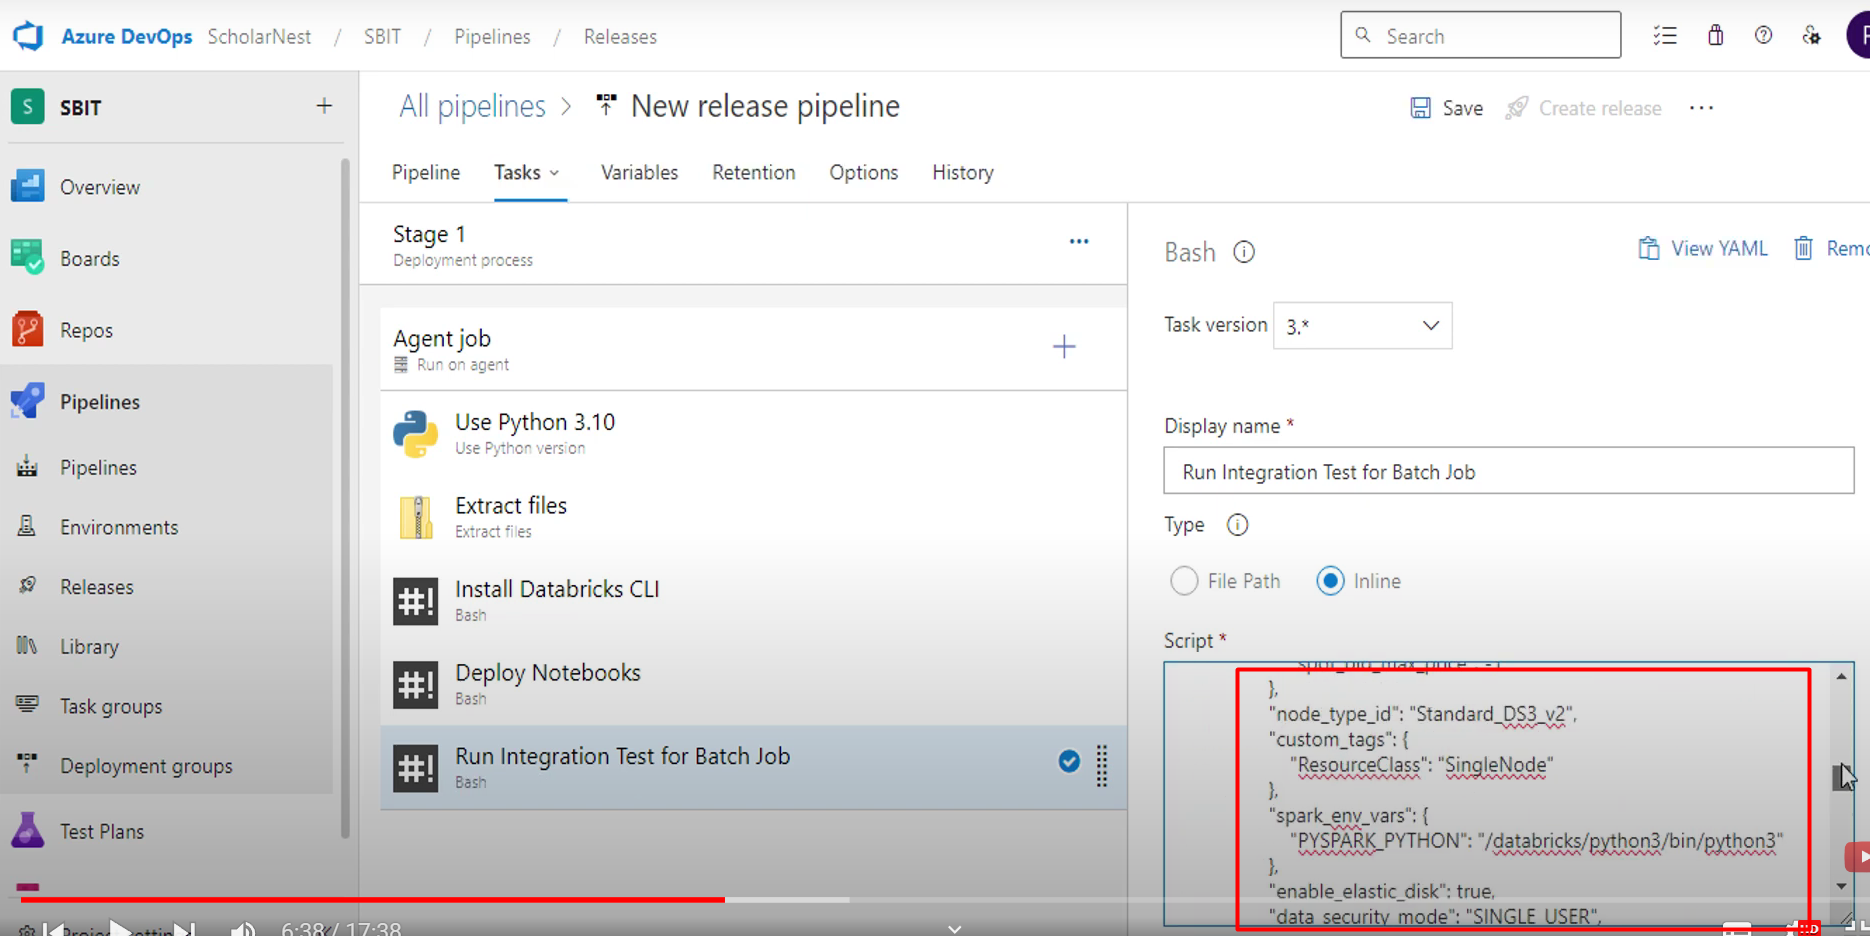 Azure DevOps ScholarNest / SBIT / Pipelines / Releases
Search
S SBIT
Overview
Boards
Repos
Pipelines
Pipelines
Environments
Releases
Library
Task groups
Deployment groups
Test Plans
All pipelines > New release pipeline
Save Create release
Pipeline Tasks Variables Retention Options History
Stage 1
Deployment process
Agent job
Run on agent
Use Python 3.10
Use Python version
Extract files
Extract files
#! Install Databricks CLI
Bash
#! Deploy Notebooks
Bash
#! Run Integration Test for Batch Job
Bash
Bash View YAML Remo
Task version 3.*
Display name *
Run Integration Test for Batch Job
Type
File Path Inline
Script *
},
"node_type_id": "Standard_DS3_v2",
"custom_tags": {
"ResourceClass": "SingleNode"
},
"spark_env_vars": {
"PYSPARK_PYTHON": "/databricks/python3/bin/python3"
},
"enable_elastic_disk": true,
"data_security_mode": "SINGLE_USER",
6:38 / 17:38
HD